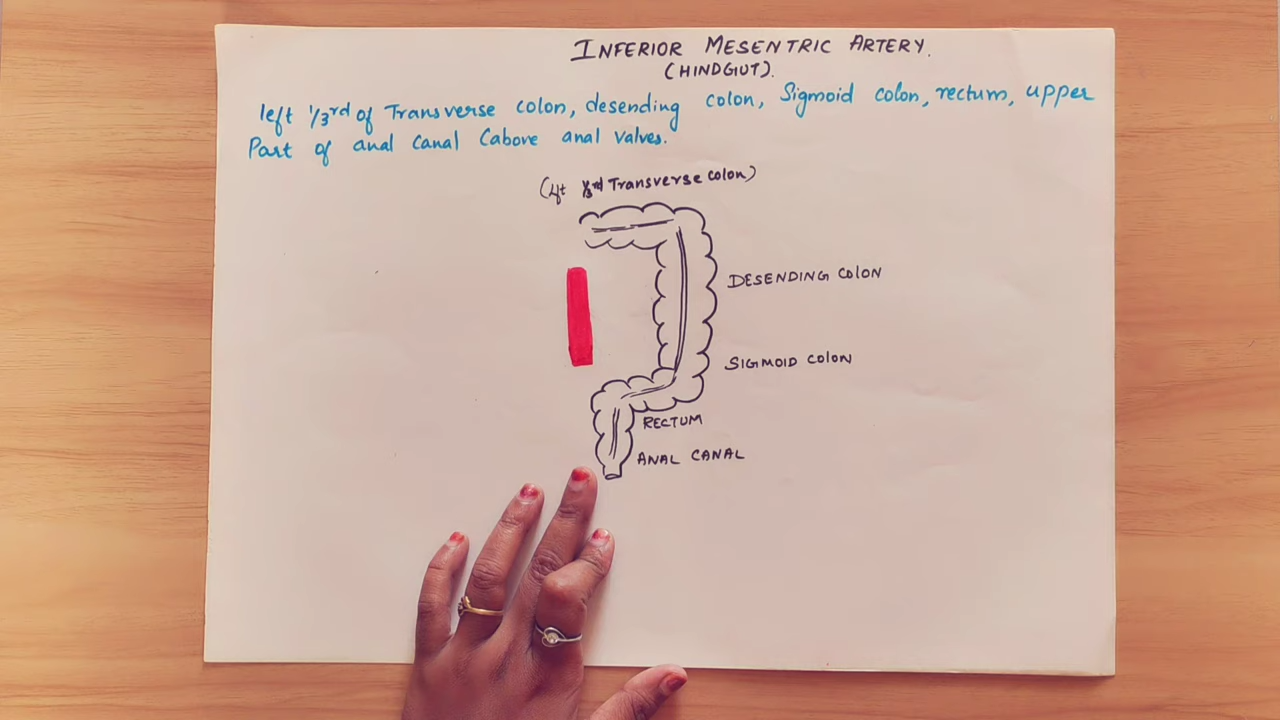 INFERIOR MESENTRIC ARTERY.
(HINDGUT).
left 1/3rd of Transverse colon, desending colon, Sigmoid colon, rectum, upper
Part of anal canal Cabove anal valves.
(Lft 1/3rd Transverse colon)
DESENDING COLON
SIGMOID COLON
RECTUM
ANAL CANAL